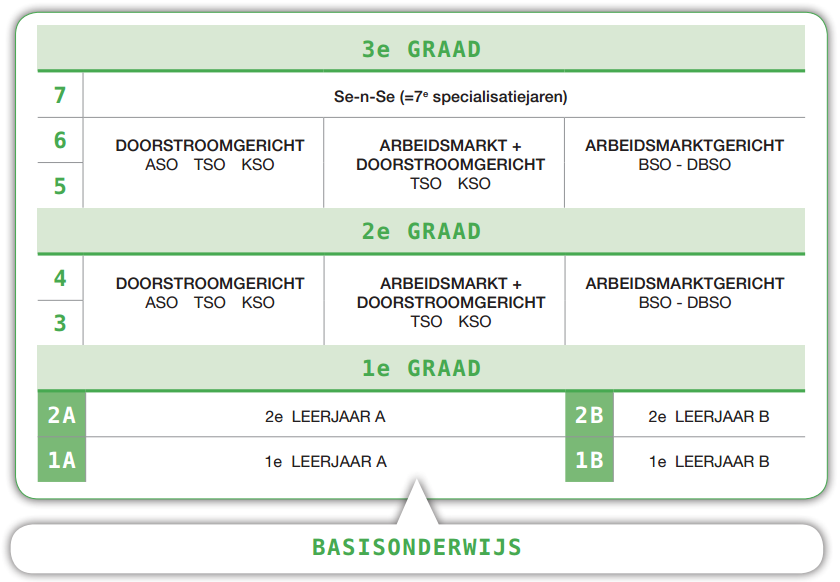 3e GRAAD
7
Se-n-Se (=7e specialisatiejaren)
6
DOORSTROOMGERICHT
ASO TSO KSO
ARBEIDSMARKT +
DOORSTROOMGERICHT
TSO KSO
ARBEIDSMARKTGERICHT
BSO - DBSO
5
2e GRAAD
4
DOORSTROOMGERICHT
ASO TSO KSO
ARBEIDSMARKT +
DOORSTROOMGERICHT
TSO KSO
ARBEIDSMARKTGERICHT
BSO - DBSO
3
1e GRAAD
2A
2e LEERJAAR A
2B
2e LEERJAAR B
1A
1e LEERJAAR A
1B
1e LEERJAAR B
BASISONDERWIJS